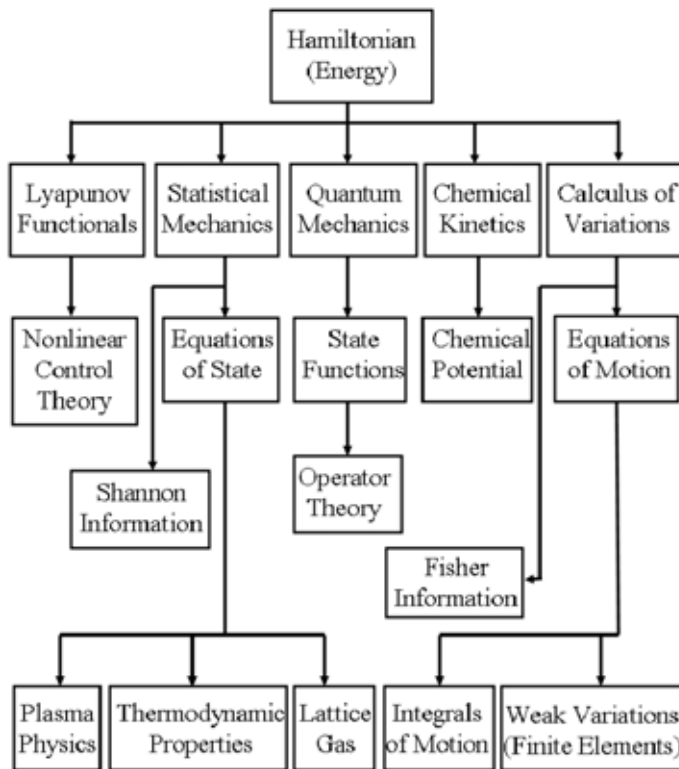 Hamiltonian
(Energy)
Lyapunov
Functionals
Statistical
Mechanics
Quantum
Mechanics
Chemical
Kinetics
Calculus of
Variations
Nonlinear
Control
Theory
Equations
of State
State
Functions
Chemical
Potential
Equations
of Motion
Shannon
Information
Operator
Theory
Fisher
Information
Plasma
Physics
Thermodynamic
Properties
Lattice
Gas
Integrals
of Motion
Weak Variations
(Finite Elements)